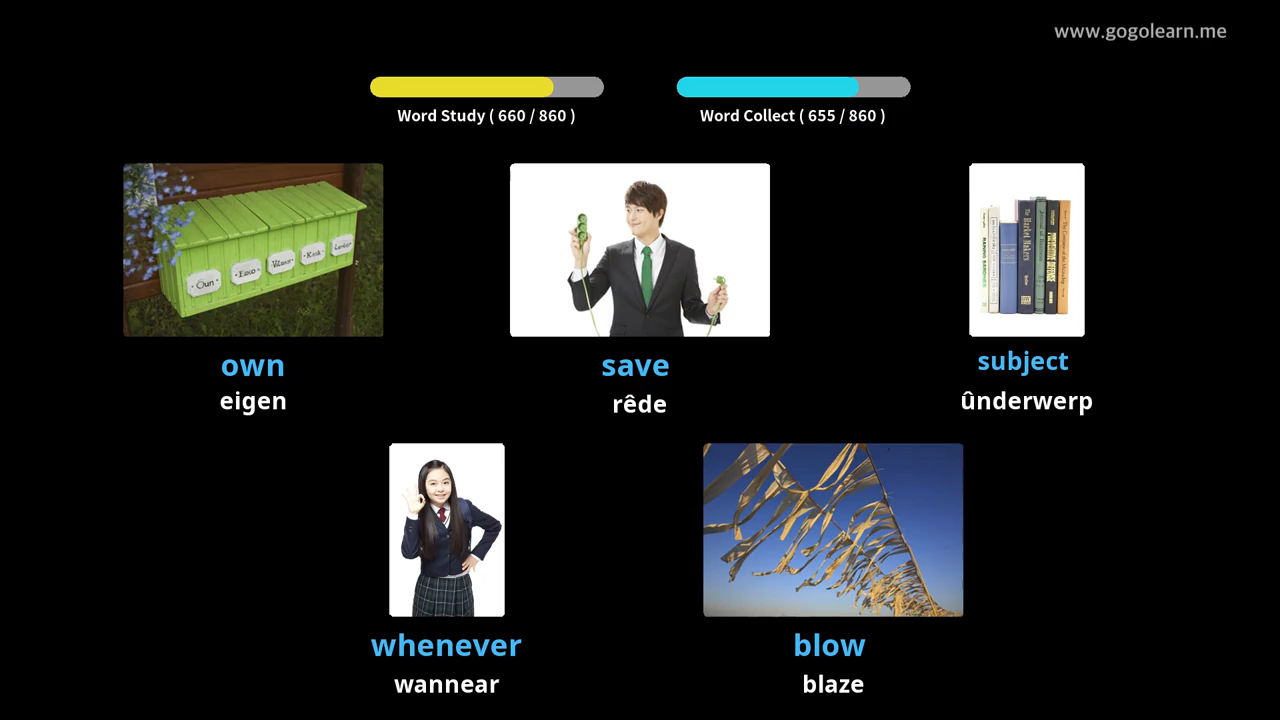 www.gogolearn.me
Word Study ( 660 / 860 )
Word Collect ( 655 / 860 )
own
eigen
save
rêde
subject
ûnderwerp
whenever
wannear
blow
blaze